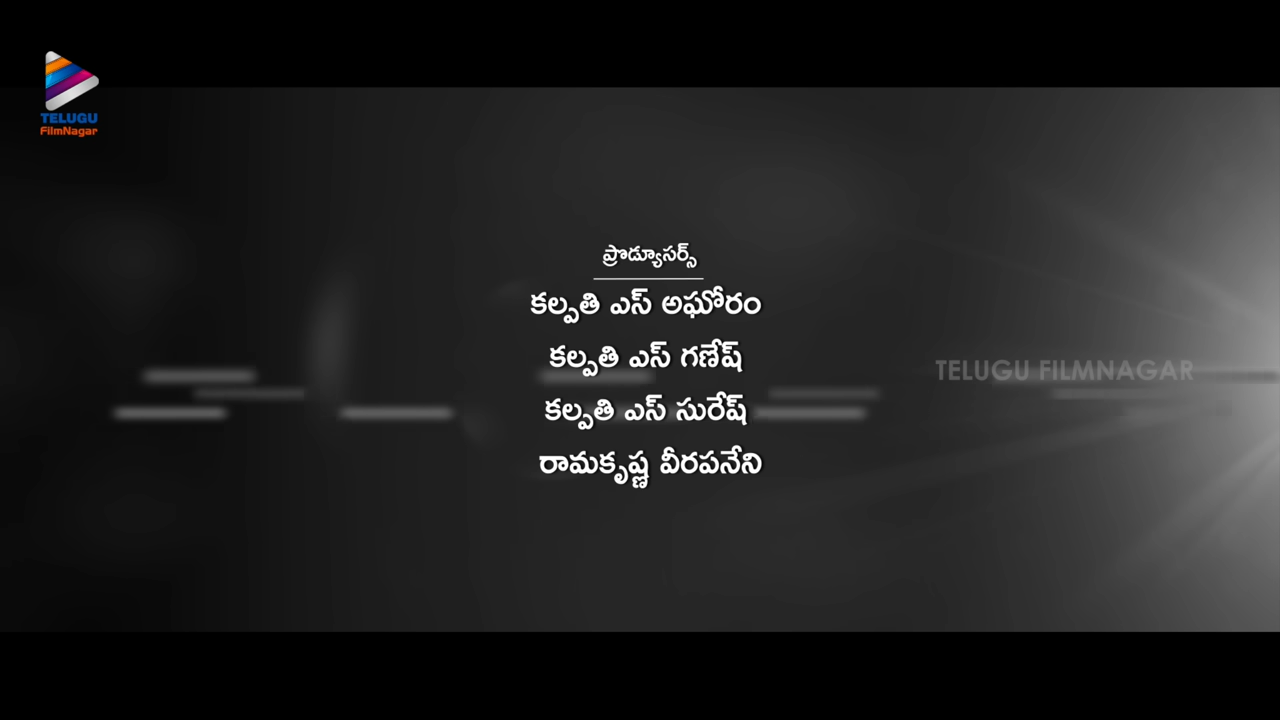 TELUGU
FilmNagar
ప్రొడ్యూసర్స్
కల్పతి ఎస్ అఘోరం
కల్పతి ఎస్ గణేష్
కల్పతి ఎస్ సురేష్
రామకృష్ణ వీరపనేని
TELUGU FILMNAGAR